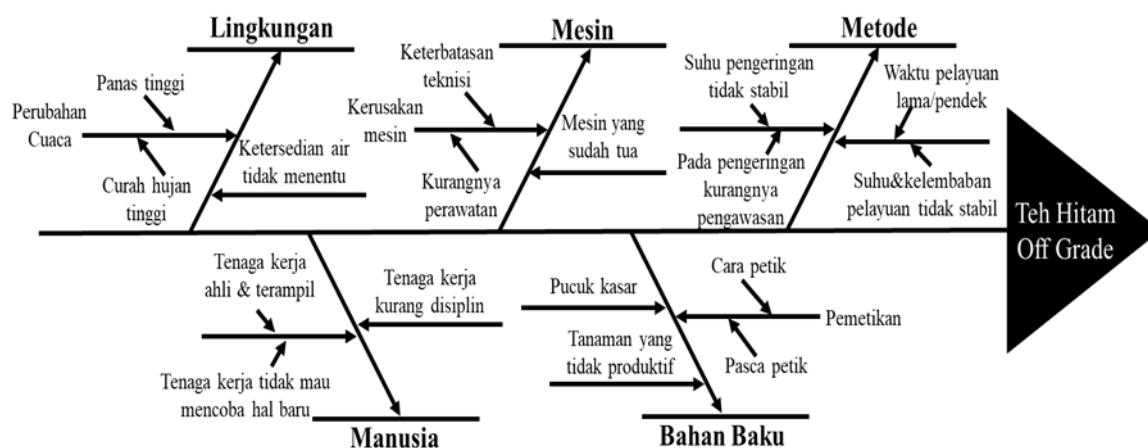 Lingkungan
Mesin
Metode
Panas tinggi
Perubahan
Cuaca
Curah hujan
tinggi
Ketersedian air
tidak menentu
Keterbatasan
teknisi
Kerusakan
mesin
Kurangnya
perawatan
Mesin yang
sudah tua
Suhu pengeringan
tidak stabil
Pada pengeringan
kurangnya
pengawasan
Waktu pelayuan
lama/pendek
Suhu&kelembaban
pelayuan tidak stabil
Teh Hitam
Off Grade
Tenaga kerja
ahli & terampil
Tenaga kerja
kurang disiplin
Tenaga kerja tidak mau
mencoba hal baru
Pucuk kasar
Tanaman yang
tidak produktif
Cara petik
Pemetikan
Pasca petik
Manusia
Bahan Baku